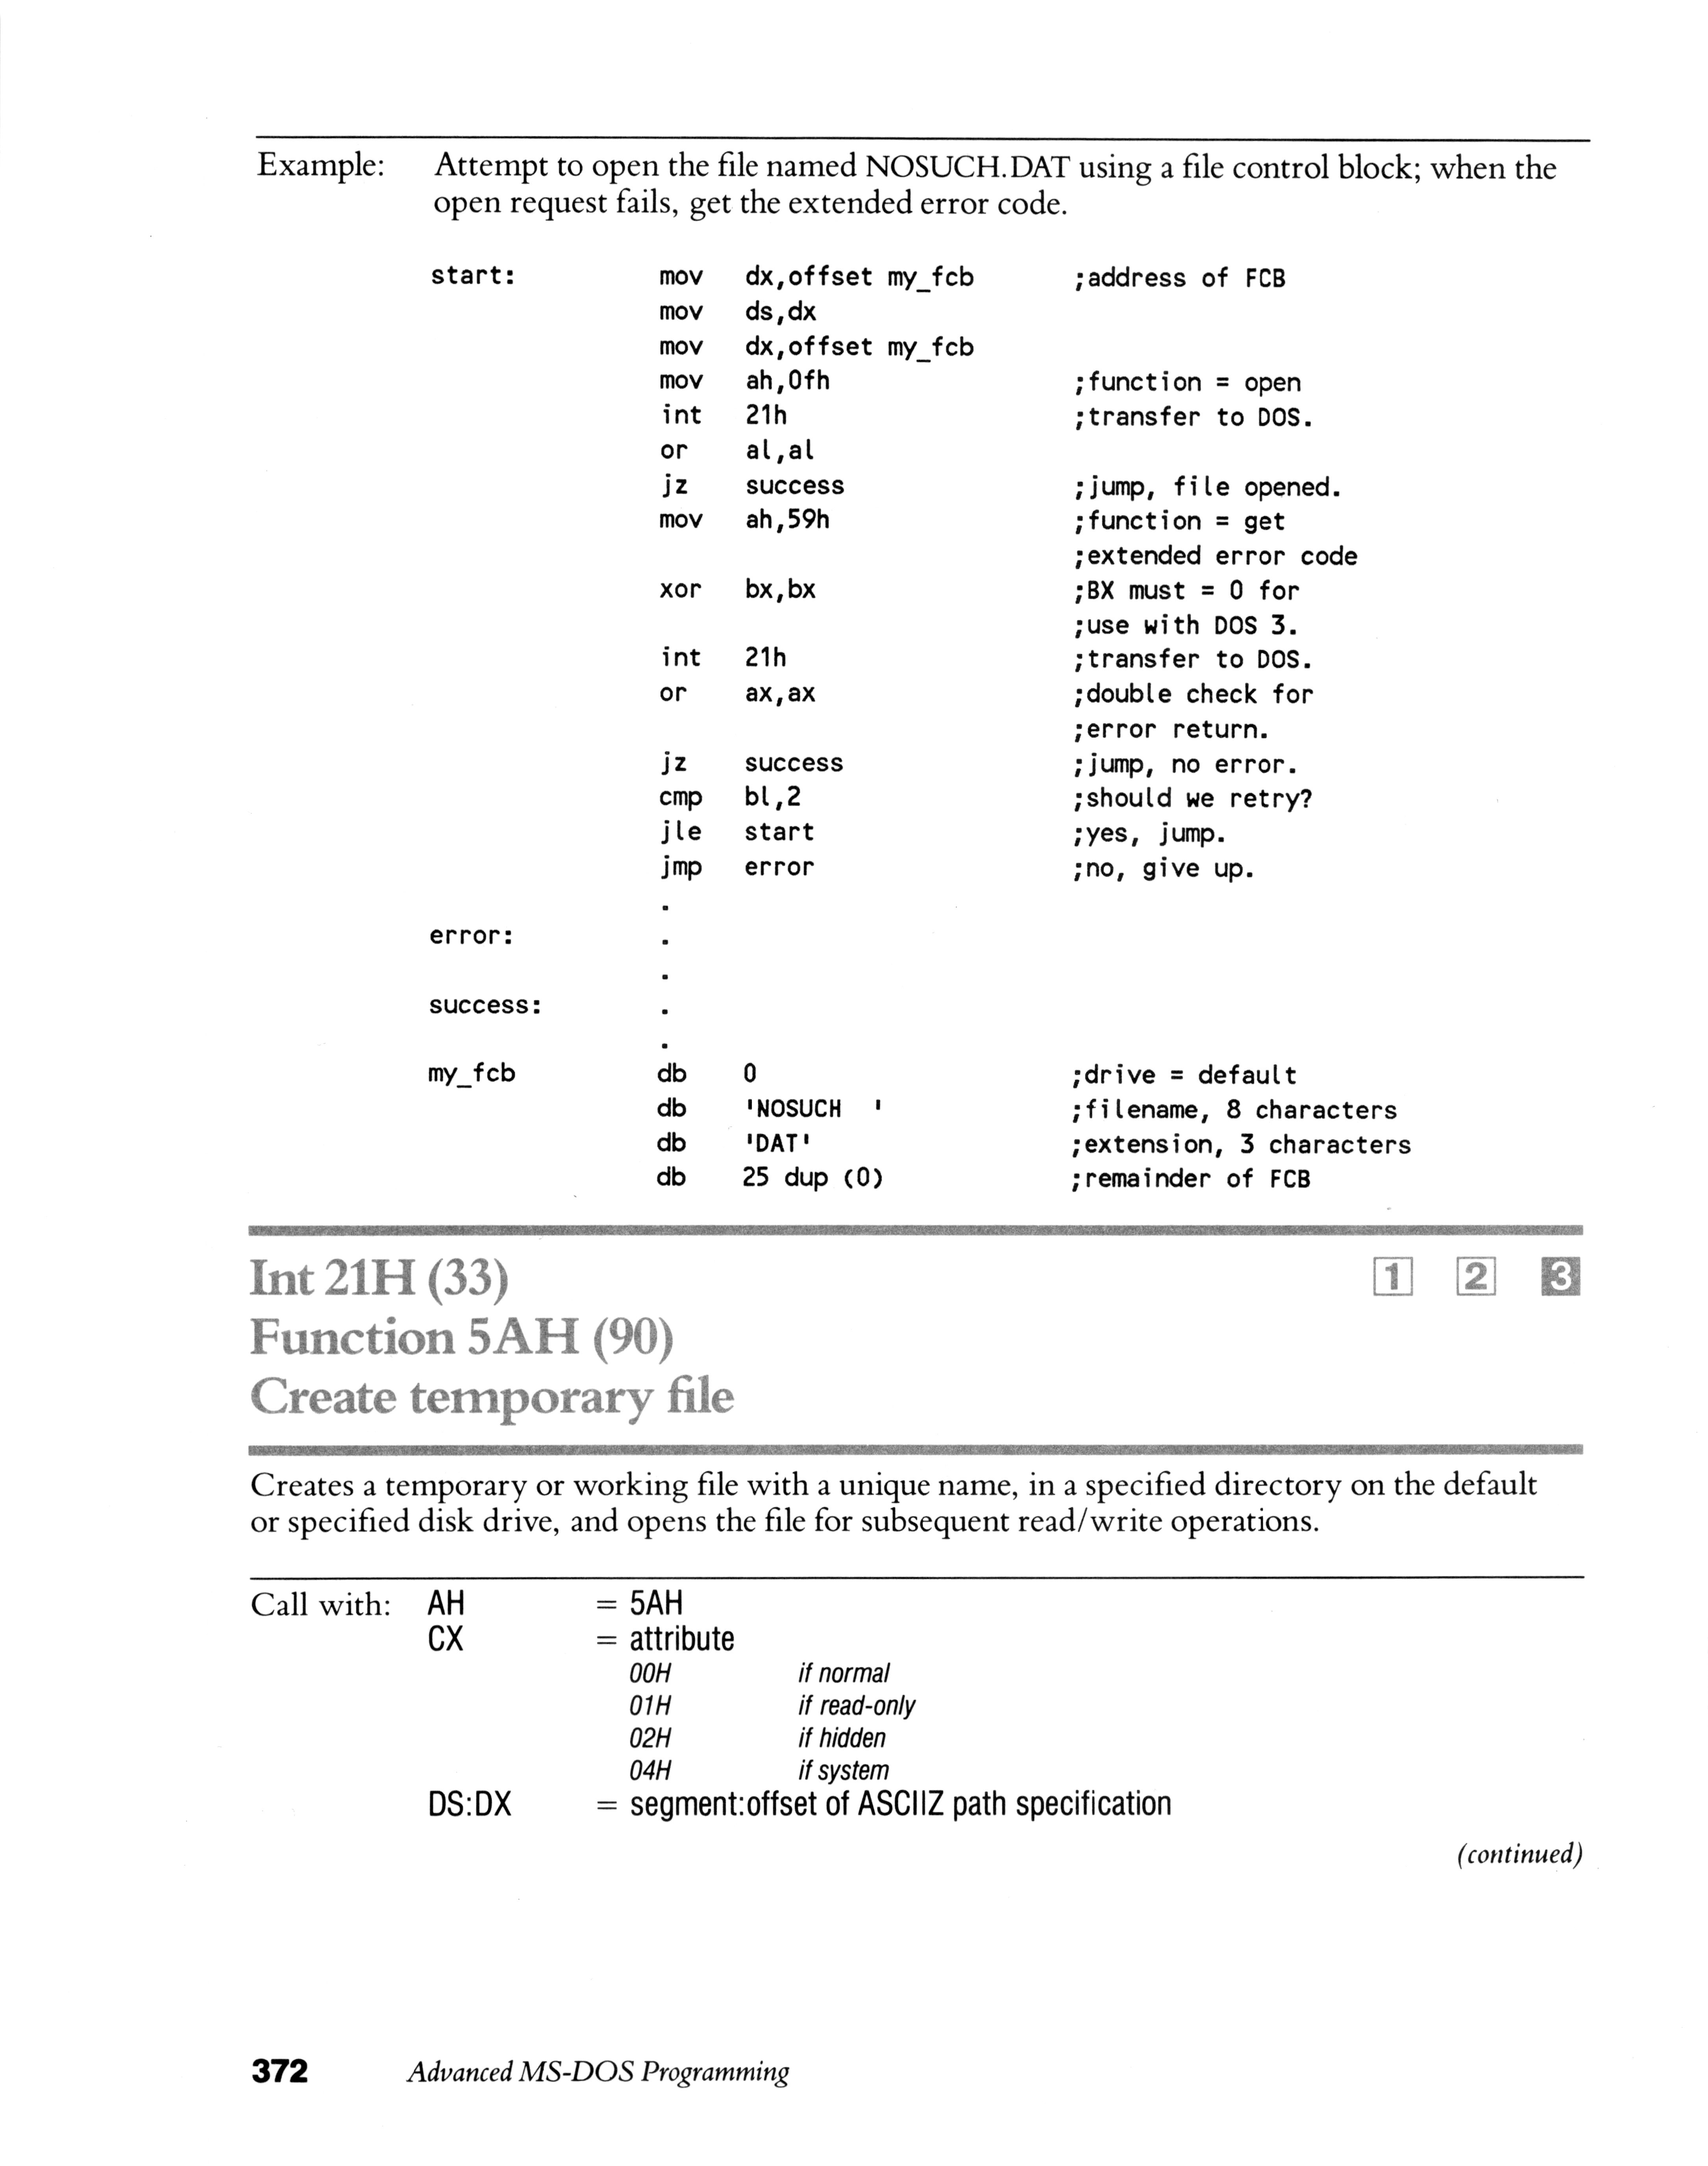 Example: Attempt to open the file named NOSUCH.DAT using a file control block; when the
open request fails, get the extended error code.
start: mov dx,offset my_fcb ;address of FCB
mov ds,dx
mov dx,offset my_fcb
mov ah,0fh ;function = open
int 21h ;transfer to DOS.
or al,al
jz success ;jump, file opened.
mov ah,59h ;function = get
;extended error code
xor bx,bx ;BX must = 0 for
;use with DOS 3.
int 21h ;transfer to DOS.
or ax,ax ;double check for
;error return.
jz success ;jump, no error.
cmp bl,2 ;should we retry?
jle start ;yes, jump.
jmp error ;no, give up.
.
error: .
.
success: .
.
my_fcb db 0 ;drive = default
db 'NOSUCH  ' ;filename, 8 characters
db 'DAT' ;extension, 3 characters
db 25 dup (0) ;remainder of FCB
Int 21H (33) 1 2 3
Function 5AH (90)
Create temporary file
Creates a temporary or working file with a unique name, in a specified directory on the default
or specified disk drive, and opens the file for subsequent read/write operations.
Call with: AH = 5AH
CX = attribute
00H if normal
01H if read-only
02H if hidden
04H if system
DS:DX = segment:offset of ASCIIZ path specification
(continued)
372 Advanced MS-DOS Programming